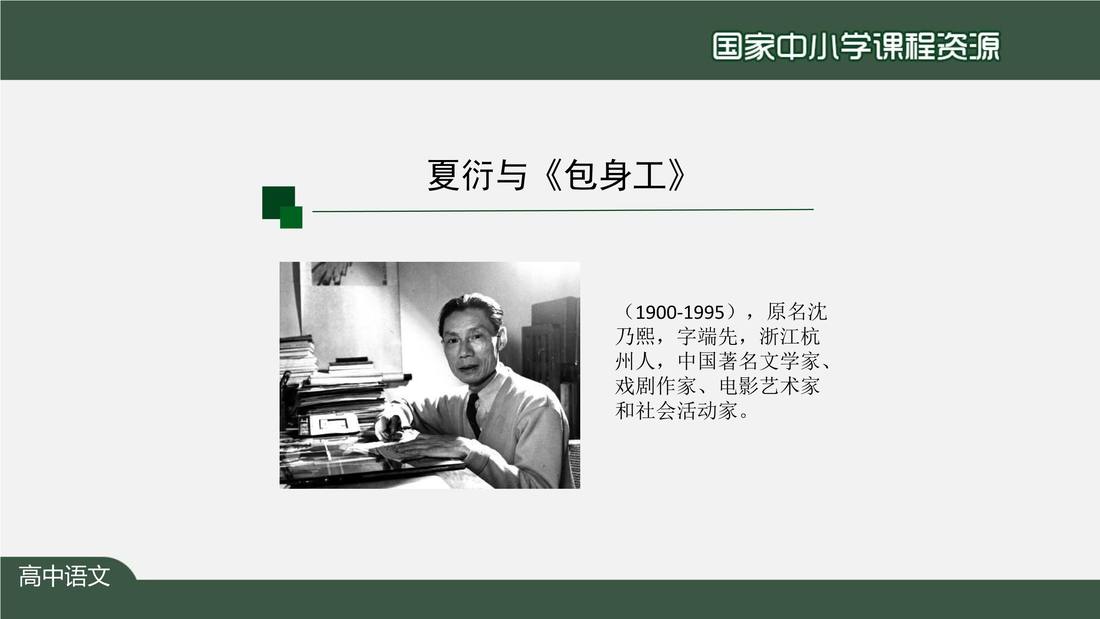 国家中小学课程资源
夏衍与《包身工》
（1900-1995），原名沈
乃熙，字端先，浙江杭
州人，中国著名文学家、
戏剧作家、电影艺术家
和社会活动家。
高中语文